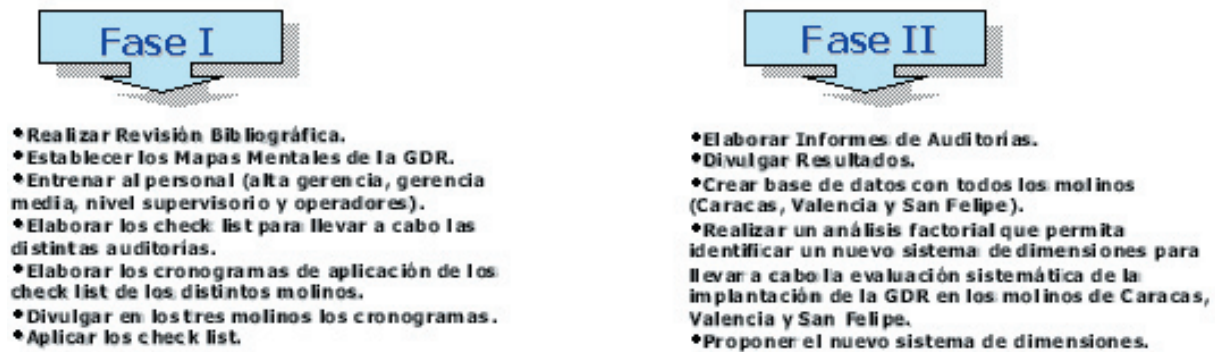 Fase I
•Realizar Revisión Bibliográfica.
•Establecer los Mapas Mentales de la GDR.
•Entrenar al personal (alta gerencia, gerencia
media, nivel supervisorio y operadores).
•Elaborar los check list para llevar a cabo las
distintas auditorías.
•Elaborar los cronogramas de aplicación de los
check list de los distintos molinos.
•Divulgar en los tres molinos los cronogramas.
•Aplicar los check list.
Fase II
•Elaborar Informes de Auditorías.
•Divulgar Resultados.
•Crear base de datos con todos los molinos
(Caracas, Valencia y San Felipe).
•Realizar un análisis factorial que permita
identificar un nuevo sistema de dimensiones para
llevar a cabo la evaluación sistemática de la
implantación de la GDR en los molinos de Caracas,
Valencia y San Felipe.
•Proponer el nuevo sistema de dimensiones.